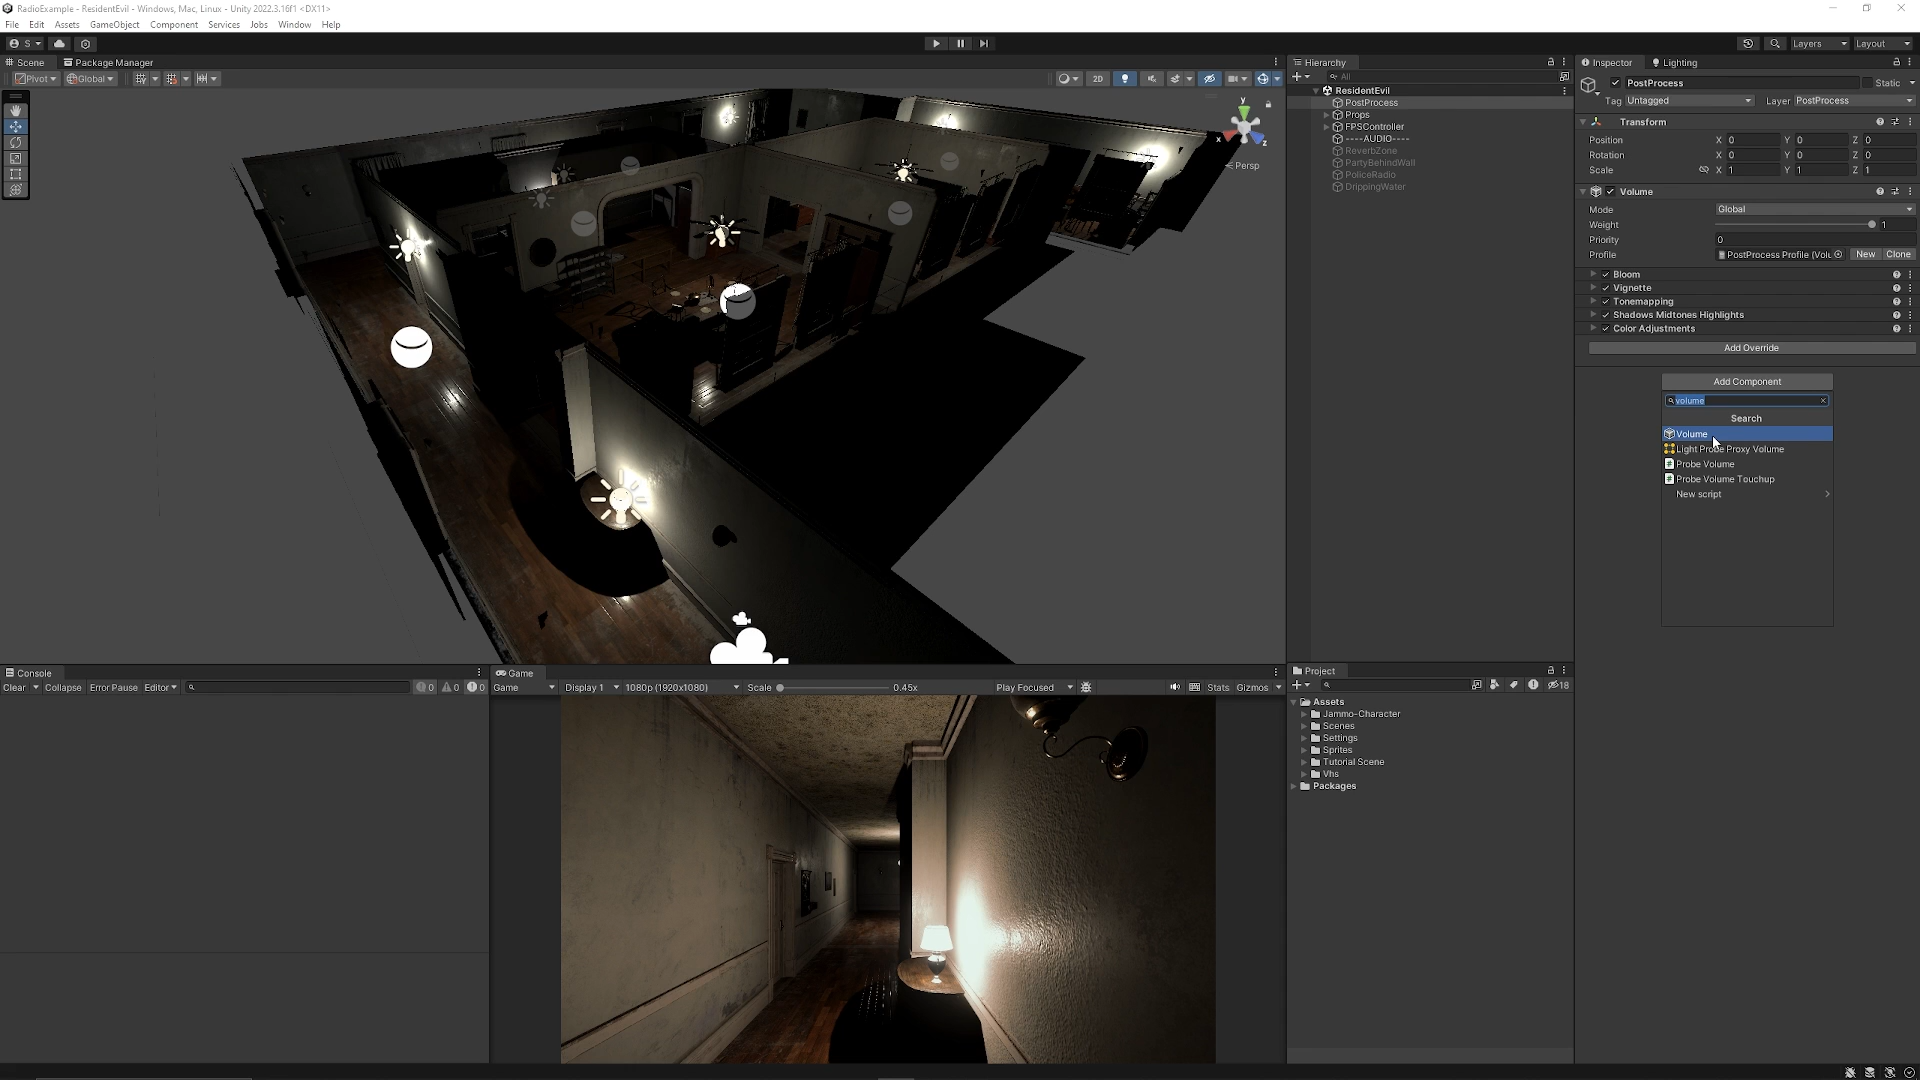 RadioExample - ResidentEvil - Windows, Mac, Linux - Unity 2022.3.16f1 <DX11>
File Edit Assets GameObject Component Services Jobs Window Help
S Layers Layout
Scene Package Manager
Pivot Global 2D
y
x
z
Persp
Hierarchy
All
ResidentEvil
PostProcess
Props
FPSController
----AUDIO----
ReverbZone
PartyBehindWall
PoliceRadio
DrippingWater
Inspector Lighting
PostProcess Static
Tag Untagged Layer PostProcess
Transform
Position X 0 Y 0 Z 0
Rotation X 0 Y 0 Z 0
Scale X 1 Y 1 Z 1
Volume
Mode Global
Weight 1
Priority 0
Profile PostProcess Profile (Volu New Clone
Bloom
Vignette
Tonemapping
Shadows Midtones Highlights
Color Adjustments
Add Override
Add Component
volume
Search
Volume
Light Probe Proxy Volume
Probe Volume
Probe Volume Touchup
New script
Console
Clear Collapse Error Pause Editor 0 0 0
Game
Game Display 1 1080p (1920x1080) Scale 0.45x Play Focused Stats Gizmos
Project
18
Assets
Jammo-Character
Scenes
Settings
Sprites
Tutorial Scene
Vhs
Packages